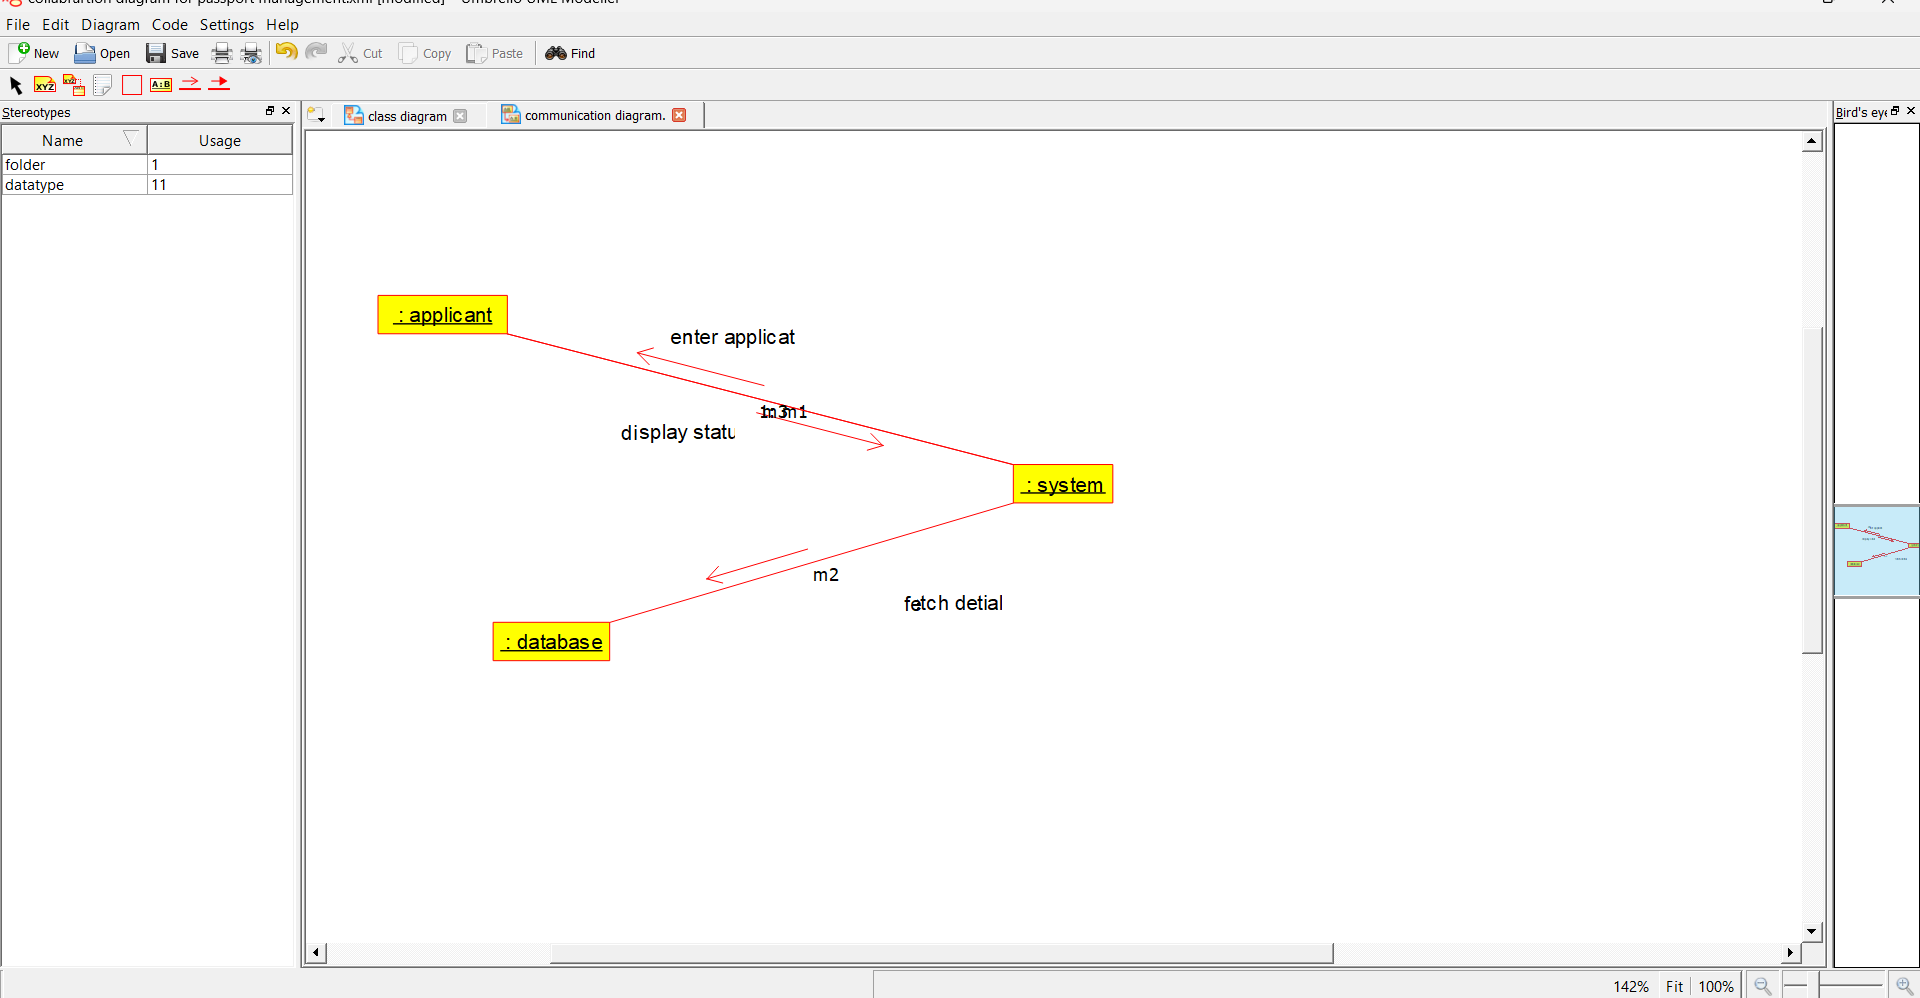 File Edit Diagram Code Settings Help
New Open Save Cut Copy Paste Find
XYZ XYZ A:B
Stereotypes
class diagram communication diagram.
Bird's eye
Name Usage
folder 1
datatype 11
: applicant
enter applicat
display statu
: system
m2
fetch detial
: database
142% Fit 100%